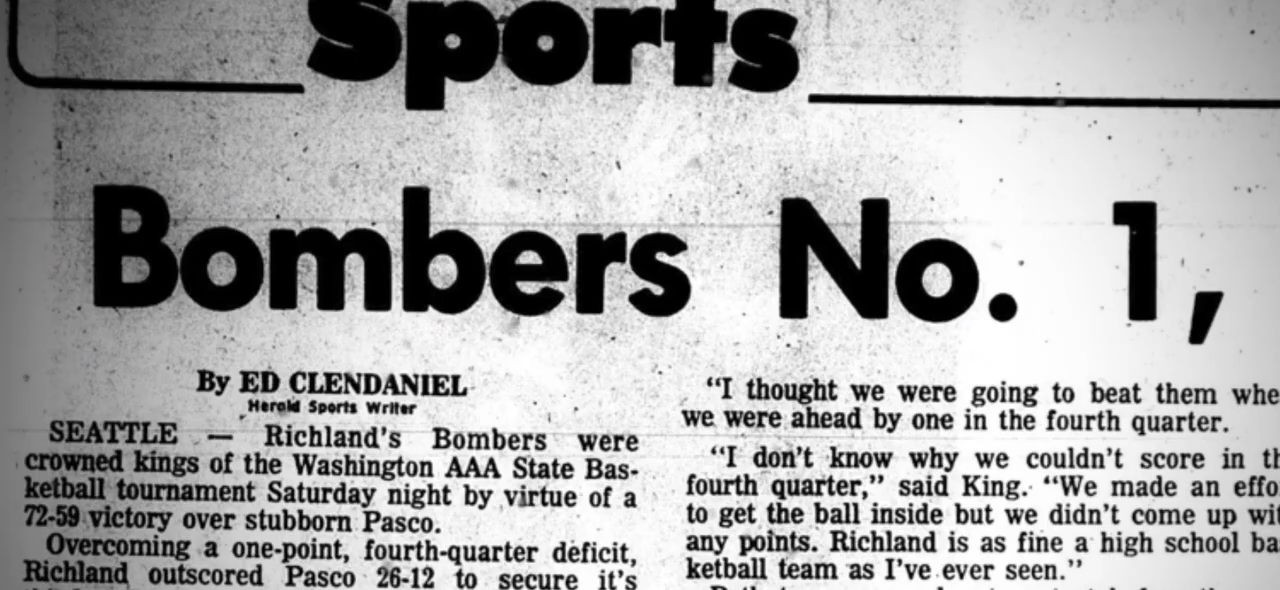 Sports
Bombers No. 1,
By ED CLENDANIEL
Herald Sports Writer
SEATTLE — Richland's Bombers were
crowned kings of the Washington AAA State Bas-
ketball tournament Saturday night by virtue of a
72-59 victory over stubborn Pasco.
Overcoming a one-point, fourth-quarter deficit,
Richland outscored Pasco 26-12 to secure it's
"I thought we were going to beat them whe
we were ahead by one in the fourth quarter.
"I don't know why we couldn't score in th
fourth quarter," said King. "We made an effo
to get the ball inside but we didn't come up wit
any points. Richland is as fine a high school ba
ketball team as I've ever seen."